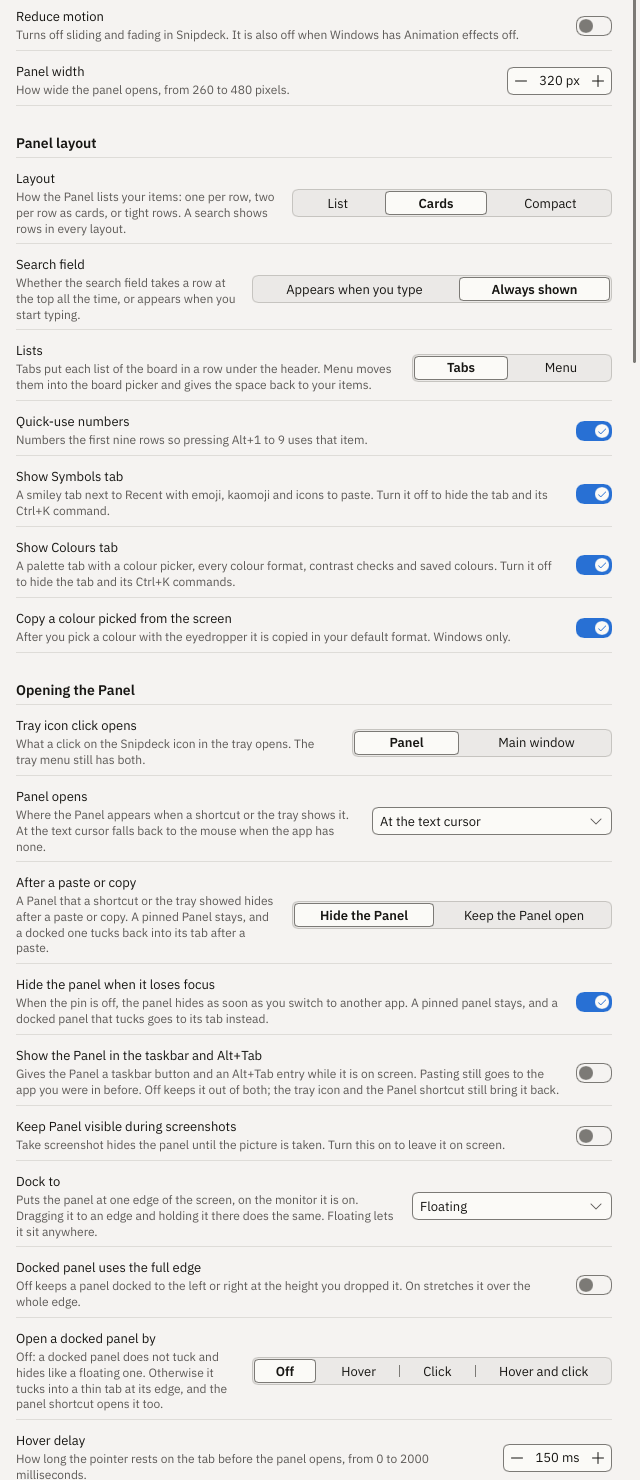 Reduce motion
Turns off sliding and fading in Snipdeck. It is also off when Windows has Animation effects off.
Panel width
How wide the panel opens, from 260 to 480 pixels.
320 px
Panel layout
Layout
How the Panel lists your items: one per row, two
per row as cards, or tight rows. A search shows
rows in every layout.
List Cards Compact
Search field
Whether the search field takes a row at
the top all the time, or appears when you
start typing.
Appears when you type Always shown
Lists
Tabs put each list of the board in a row under the header. Menu moves
them into the board picker and gives the space back to your items.
Tabs Menu
Quick-use numbers
Numbers the first nine rows so pressing Alt+1 to 9 uses that item.
Show Symbols tab
A smiley tab next to Recent with emoji, kaomoji and icons to paste. Turn it off to hide the tab and its
Ctrl+K command.
Show Colours tab
A palette tab with a colour picker, every colour format, contrast checks and saved colours. Turn it off
to hide the tab and its Ctrl+K commands.
Copy a colour picked from the screen
After you pick a colour with the eyedropper it is copied in your default format. Windows only.
Opening the Panel
Tray icon click opens
What a click on the Snipdeck icon in the tray opens. The
tray menu still has both.
Panel Main window
Panel opens
Where the Panel appears when a shortcut or the tray shows it.
At the text cursor falls back to the mouse when the app has
none.
At the text cursor
After a paste or copy
A Panel that a shortcut or the tray showed hides
after a paste or copy. A pinned Panel stays, and
a docked one tucks back into its tab after a
paste.
Hide the Panel Keep the Panel open
Hide the panel when it loses focus
When the pin is off, the panel hides as soon as you switch to another app. A pinned panel stays, and a
docked panel that tucks goes to its tab instead.
Show the Panel in the taskbar and Alt+Tab
Gives the Panel a taskbar button and an Alt+Tab entry while it is on screen. Pasting still goes to the
app you were in before. Off keeps it out of both; the tray icon and the Panel shortcut still bring it back.
Keep Panel visible during screenshots
Take screenshot hides the panel until the picture is taken. Turn this on to leave it on screen.
Dock to
Puts the panel at one edge of the screen, on the monitor it is on.
Dragging it to an edge and holding it there does the same. Floating lets
it sit anywhere.
Floating
Docked panel uses the full edge
Off keeps a panel docked to the left or right at the height you dropped it. On stretches it over the
whole edge.
Open a docked panel by
Off: a docked panel does not tuck and
hides like a floating one. Otherwise it
tucks into a thin tab at its edge, and the
panel shortcut opens it too.
Off Hover Click Hover and click
Hover delay
How long the pointer rests on the tab before the panel opens, from 0 to 2000
milliseconds.
150 ms